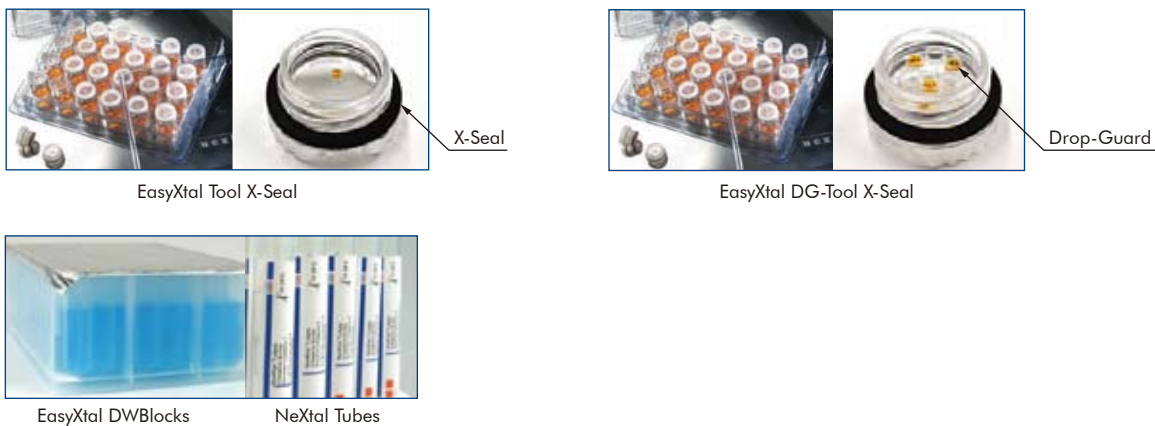 X-Seal
Drop-Guard
EasyXtal Tool X-Seal
EasyXtal DG-Tool X-Seal
EasyXtal DWBlocks
NeXtal Tubes